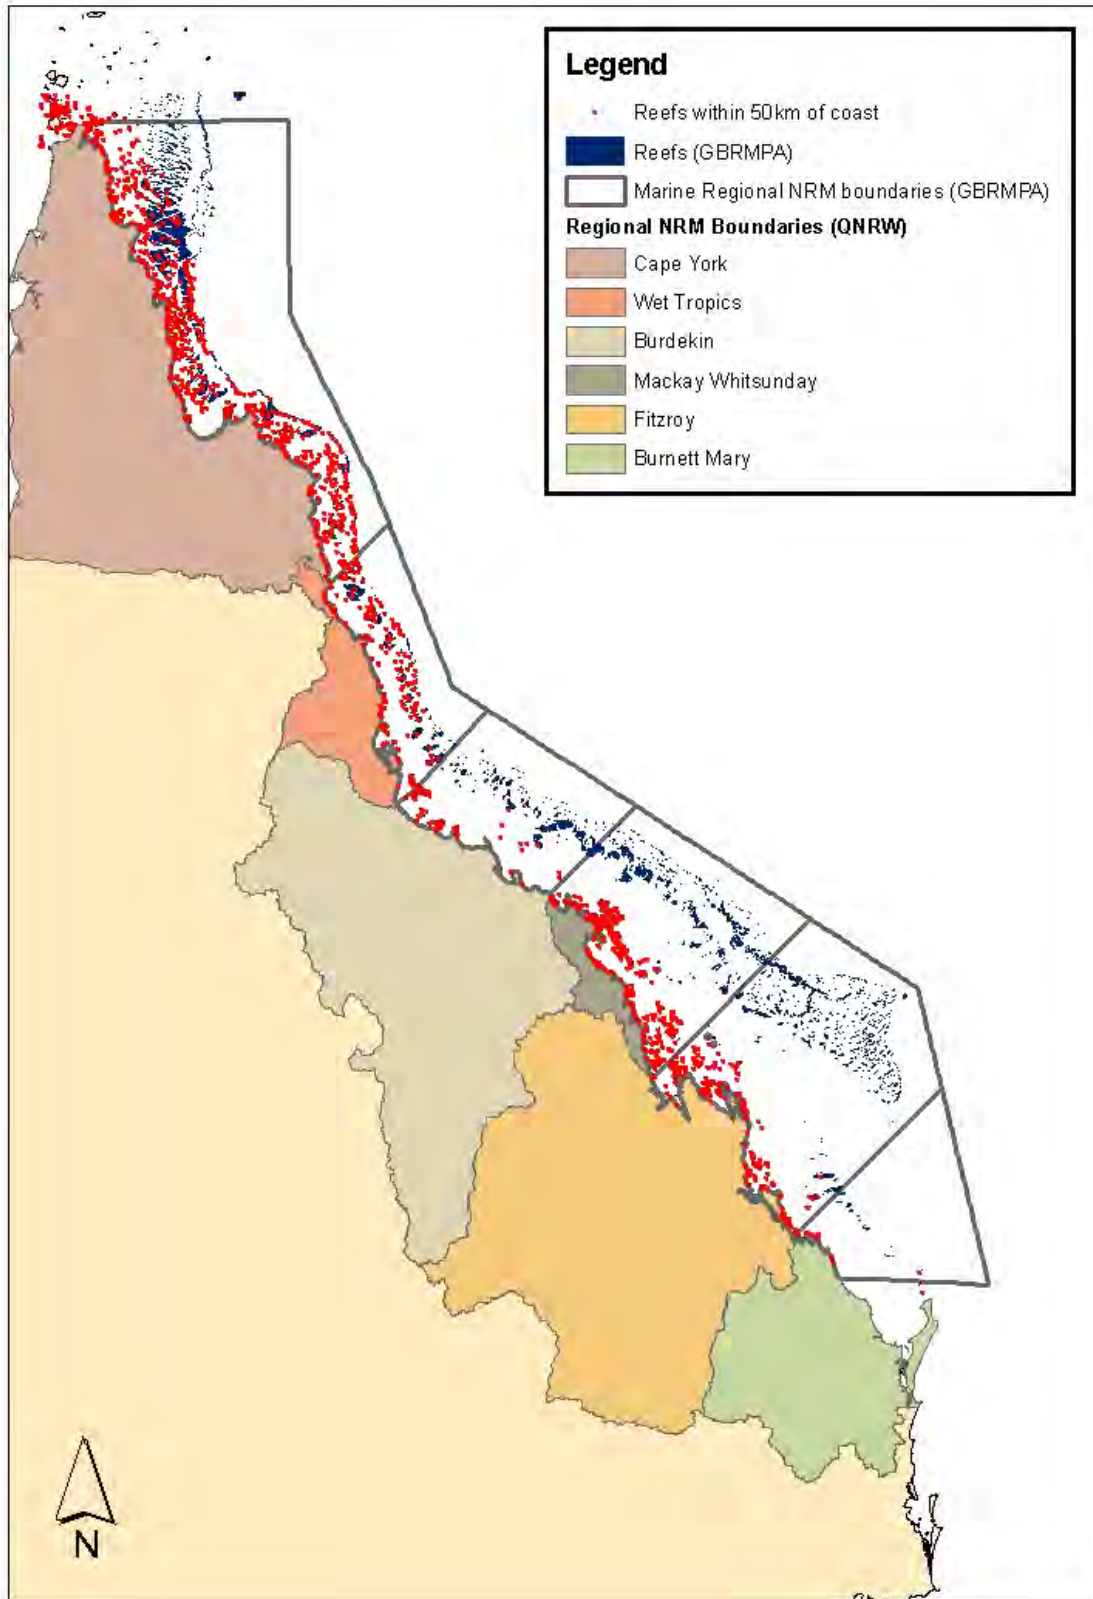 Legend
Reefs within 50km of coast
Reefs (GBRMPA)
Marine Regional NRM boundaries (GBRMPA)
Regional NRM Boundaries (QNRW)
Cape York
Wet Tropics
Burdekin
Mackay Whitsunday
Fitzroy
Burnett Mary
N